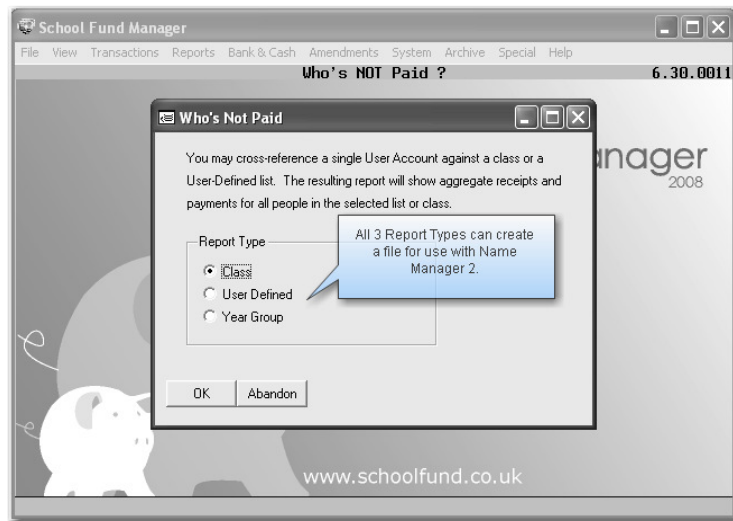 School Fund Manager
File View Transactions Reports Bank & Cash Amendments System Archive Special Help
Who's NOT Paid ? 6.30.0011
Who's Not Paid
You may cross-reference a single User Account against a class or a
User-Defined list. The resulting report will show aggregate receipts and
payments for all people in the selected list or class.
Report Type
Class
User Defined
Year Group
All 3 Report Types can create
a file for use with Name
Manager 2.
OK Abandon
anager
2008
www.schoolfund.co.uk